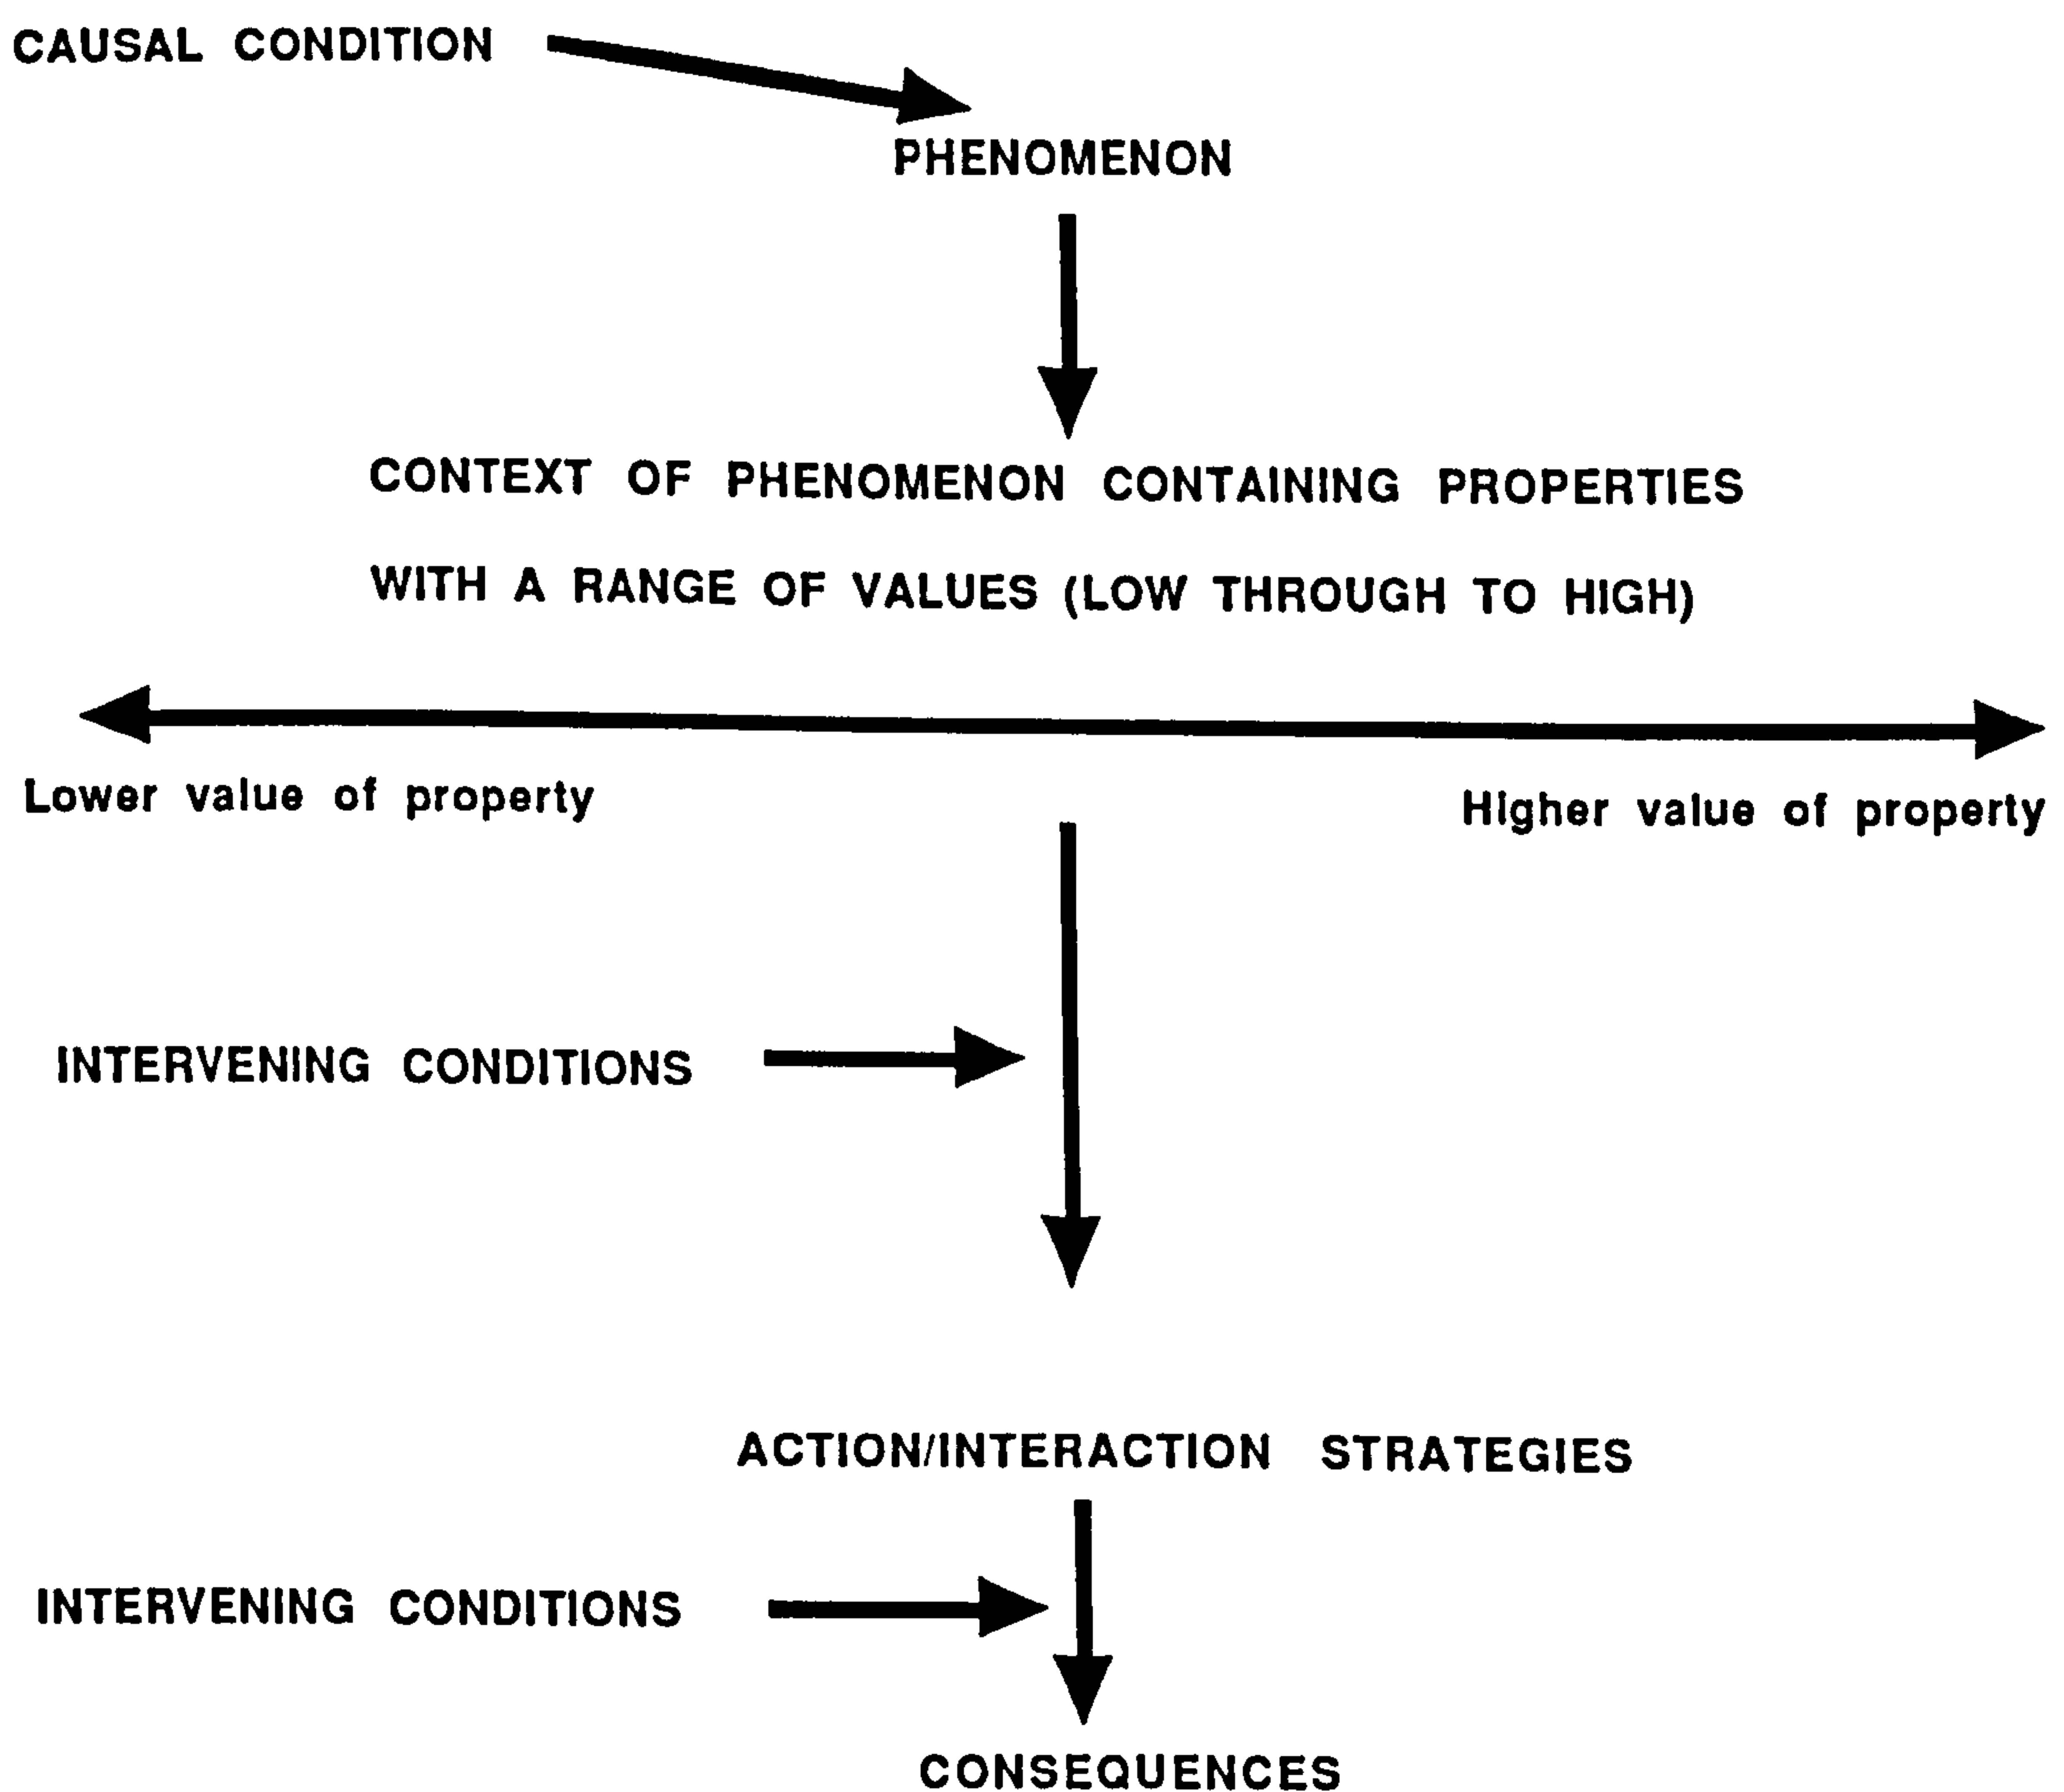 CAUSAL CONDITION
PHENOMENON
CONTEXT OF PHENOMENON CONTAINING PROPERTIES
WITH A RANGE OF VALUES (LOW THROUGH TO HIGH)
Lower value of property
Higher value of property
INTERVENING CONDITIONS
ACTION/INTERACTION STRATEGIES
INTERVENING CONDITIONS
CONSEQUENCES